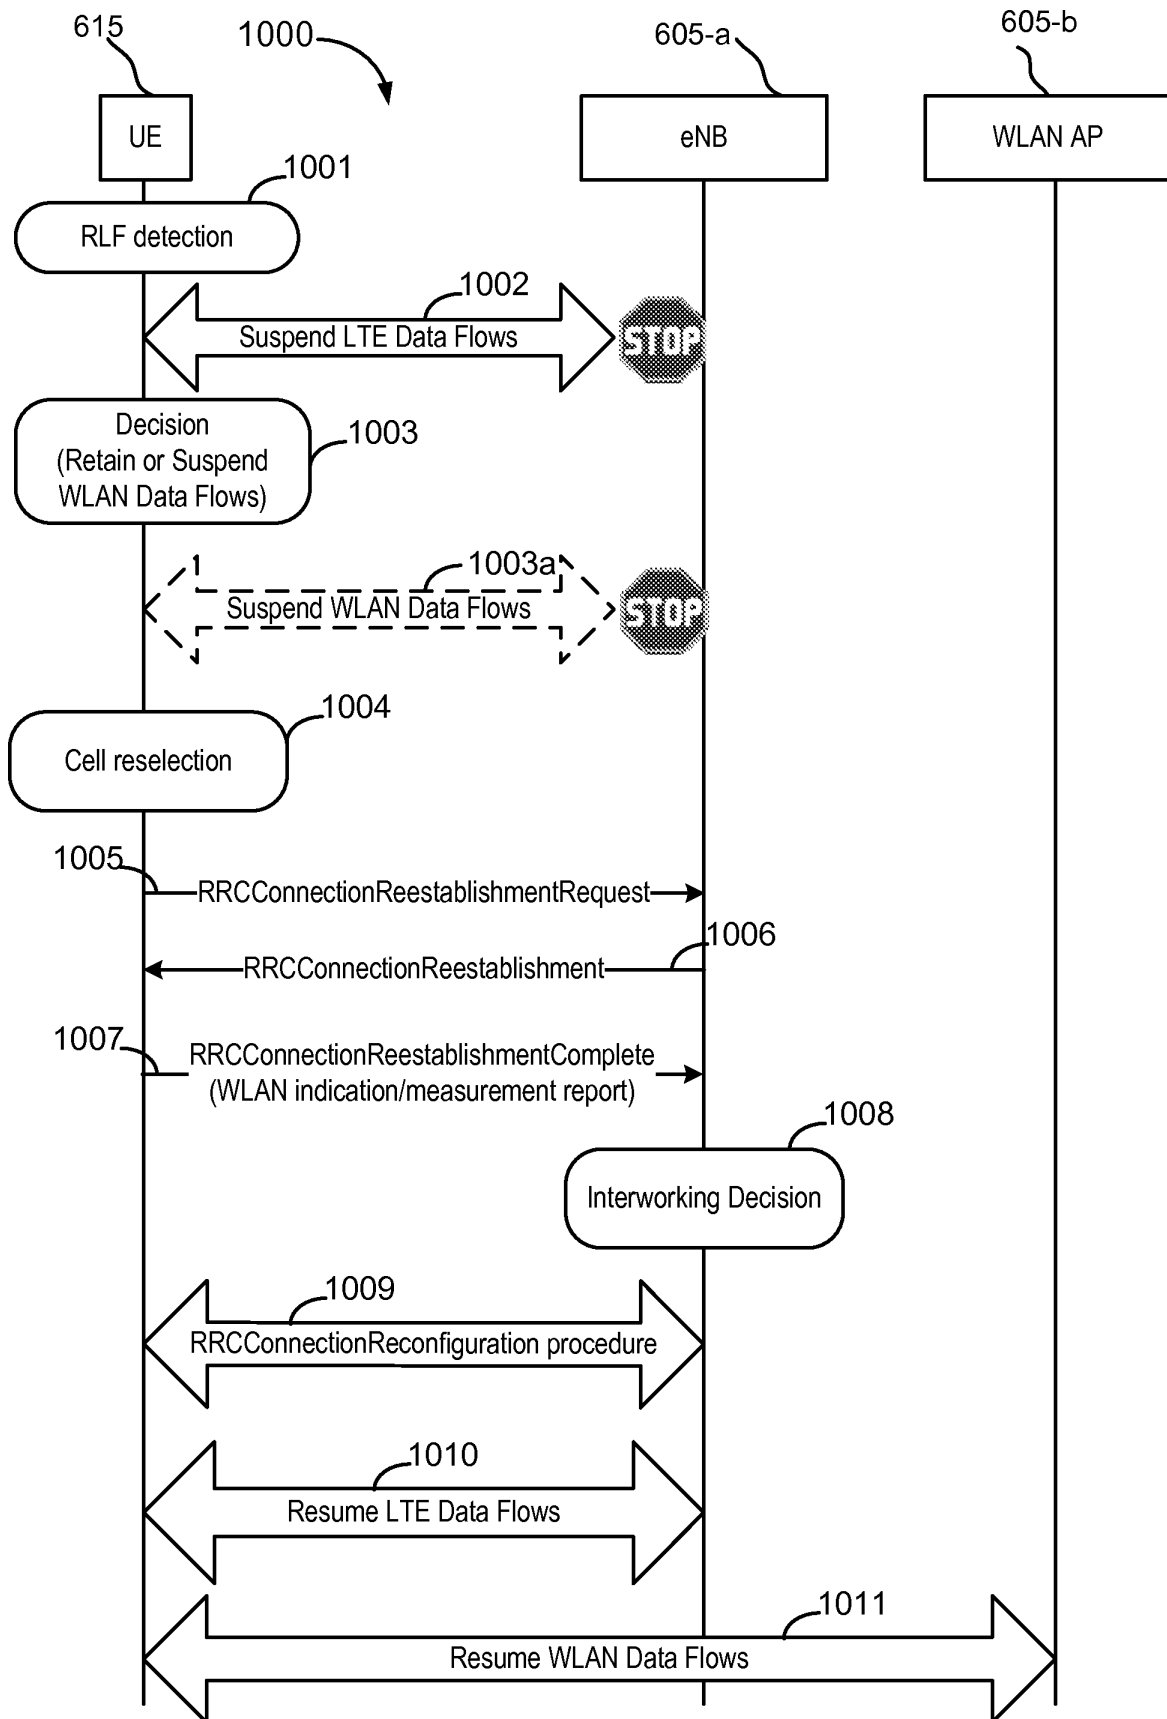 615
1000
605-a
605-b
UE
eNB
WLAN AP
1001
RLF detection
1002
Suspend LTE Data Flows
STOP
Decision
(Retain or Suspend
WLAN Data Flows)
1003
1003a
Suspend WLAN Data Flows
STOP
1004
Cell reselection
1005
RRCConnectionReestablishmentRequest
1006
RRCConnectionReestablishment
1007
RRCConnectionReestablishmentComplete
(WLAN indication/measurement report)
1008
Interworking Decision
1009
RRCConnectionReconfiguration procedure
1010
Resume LTE Data Flows
1011
Resume WLAN Data Flows